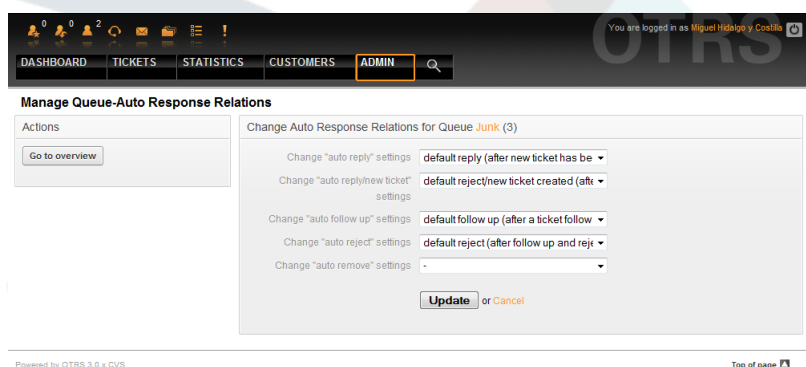 0 0 2
You are logged in as Miguel Hidalgo y Costilla
OTRS
DASHBOARD TICKETS STATISTICS CUSTOMERS ADMIN
Manage Queue-Auto Response Relations
Actions
Go to overview
Change Auto Response Relations for Queue Junk (3)
Change "auto reply" settings default reply (after new ticket has be
Change "auto reply/new ticket" settings default reject/new ticket created (afte
Change "auto follow up" settings default follow up (after a ticket follow
Change "auto reject" settings default reject (after follow up and reje
Change "auto remove" settings -
Update or Cancel
Powered by OTRS 3.0.x CVS
Top of page